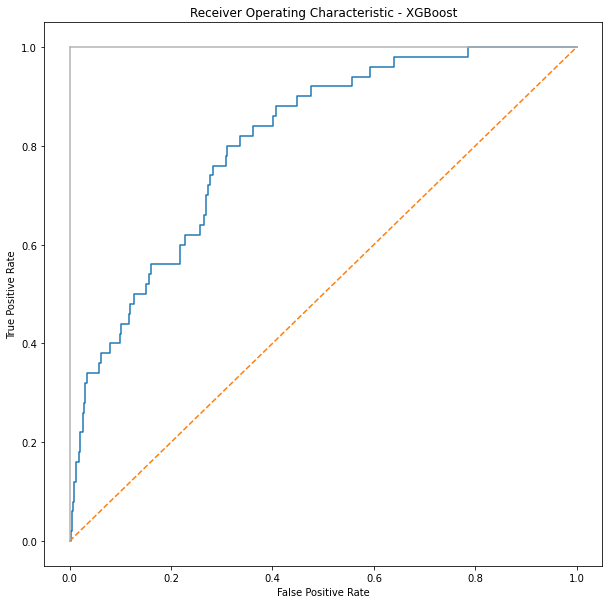 Receiver Operating Characteristic - XGBoost
1.0
0.8
0.6
0.4
0.2
0.0
True Positive Rate
0.0 0.2 0.4 0.6 0.8 1.0
False Positive Rate